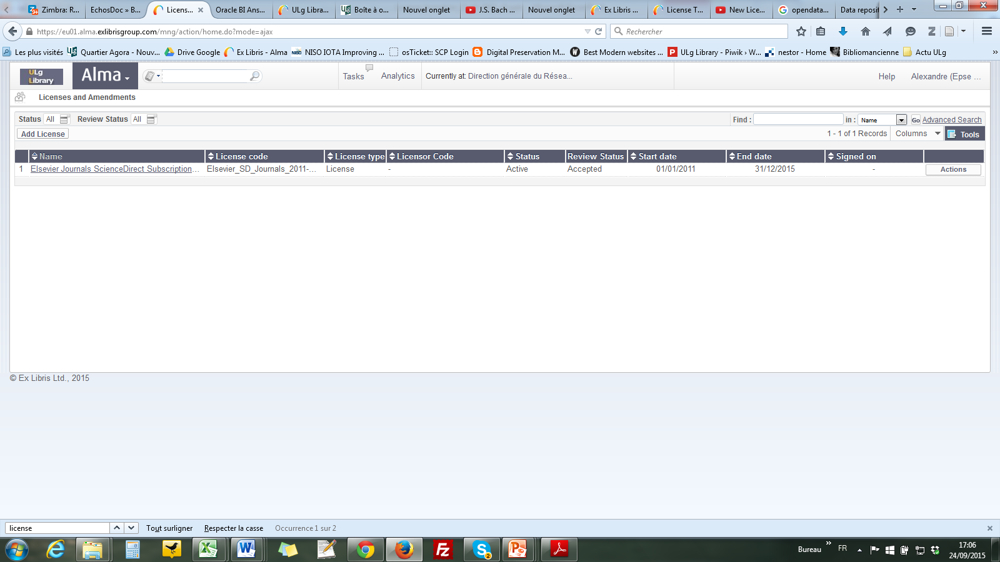 Zimbra: R...
EchosDoc » B...
Licens...
Oracle BI Ans...
ULg Libra...
Boîte à o...
Nouvel onglet
J.S. Bach ...
Nouvel onglet
Ex Libris ...
License T...
New Lice...
opendata...
Data reposit
https://eu01.alma.exlibrisgroup.com/mng/action/home.do?mode=ajax
Rechercher
Les plus visités
Quartier Agora - Nouv...
Drive Google
Ex Libris - Alma
NISO IOTA Improving ...
osTicket:: SCP Login
Digital Preservation M...
Best Modern websites ...
ULg Library - Piwik › W...
nestor - Home
Bibliomancienne
Actu ULg
ULg Library
Alma
Tasks
Analytics
Currently at: Direction générale du Résea...
Help
Alexandre (Epse ...
Licenses and Amendments
Status All
Review Status All
Find :
in : Name
Go
Advanced Search
Add License
1 - 1 of 1 Records
Columns
Tools
Name License code License type Licensor Code Status Review Status Start date End date Signed on
1 Elsevier Journals ScienceDirect Subscription... Elsevier_SD_Journals_2011-... License - Active Accepted 01/01/2011 31/12/2015 - Actions
© Ex Libris Ltd., 2015
license
Tout surligner
Respecter la casse
Occurrence 1 sur 2
Bureau
FR
17:06
24/09/2015